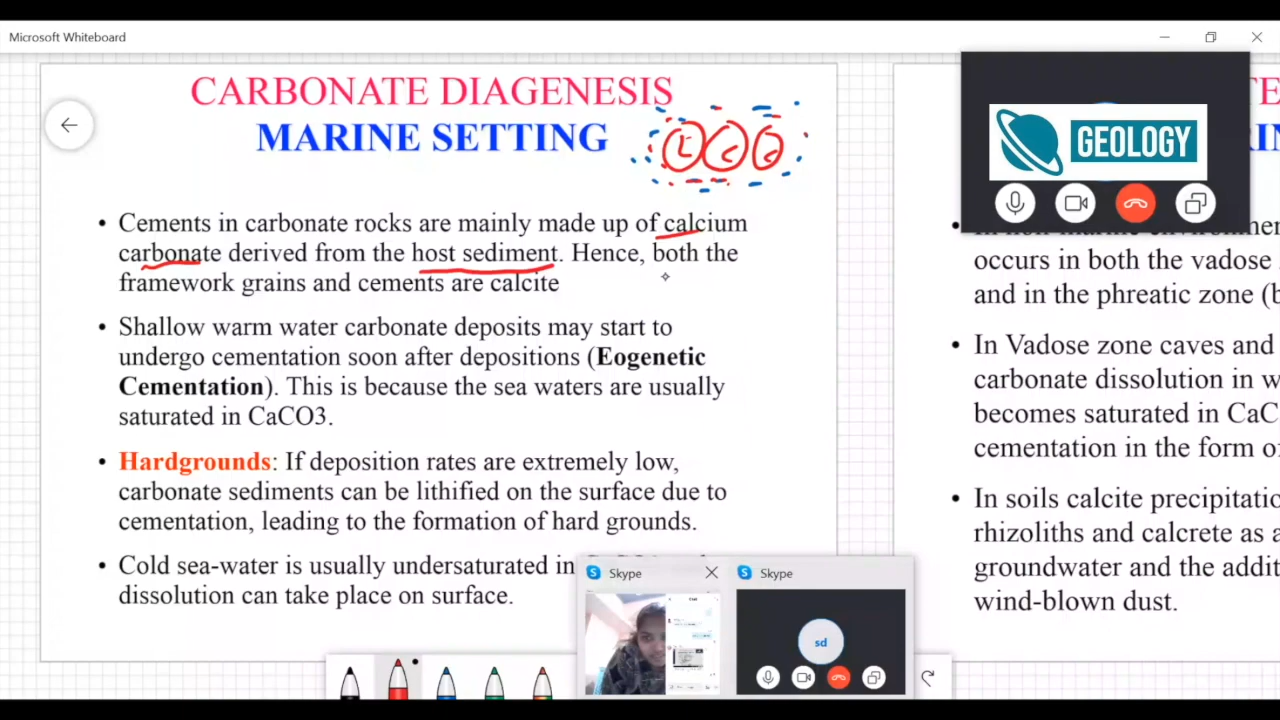 Microsoft Whiteboard
CARBONATE DIAGENESIS
MARINE SETTING
• Cements in carbonate rocks are mainly made up of calcium
carbonate derived from the host sediment. Hence, both the
framework grains and cements are calcite
• Shallow warm water carbonate deposits may start to
undergo cementation soon after depositions (Eogenetic
Cementation). This is because the sea waters are usually
saturated in CaCO3.
• Hardgrounds: If deposition rates are extremely low,
carbonate sediments can be lithified on the surface due to
cementation, leading to the formation of hard grounds.
• Cold sea-water is usually undersaturated in
dissolution can take place on surface.
GEOLOGY
occurs in both the vadose
and in the phreatic zone (b
• In Vadose zone caves and
carbonate dissolution in w
becomes saturated in CaC
cementation in the form o
• In soils calcite precipitatio
rhizoliths and calcrete as a
groundwater and the addit
wind-blown dust.
Skype
Skype
sd